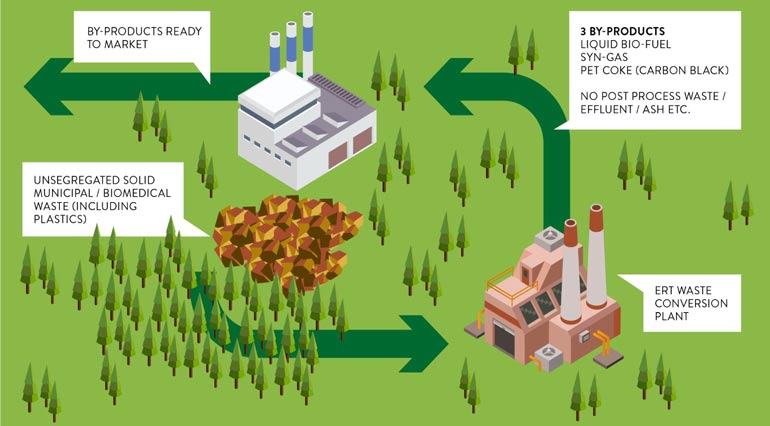 BY-PRODUCTS READY
TO MARKET
3 BY-PRODUCTS
LIQUID BIO-FUEL
SYN-GAS
PET COKE (CARBON BLACK)
NO POST PROCESS WASTE /
EFFLUENT / ASH ETC.
UNSEGREGATED SOLID
MUNICIPAL / BIOMEDICAL
WASTE (INCLUDING
PLASTICS)
ERT WASTE
CONVERSION
PLANT